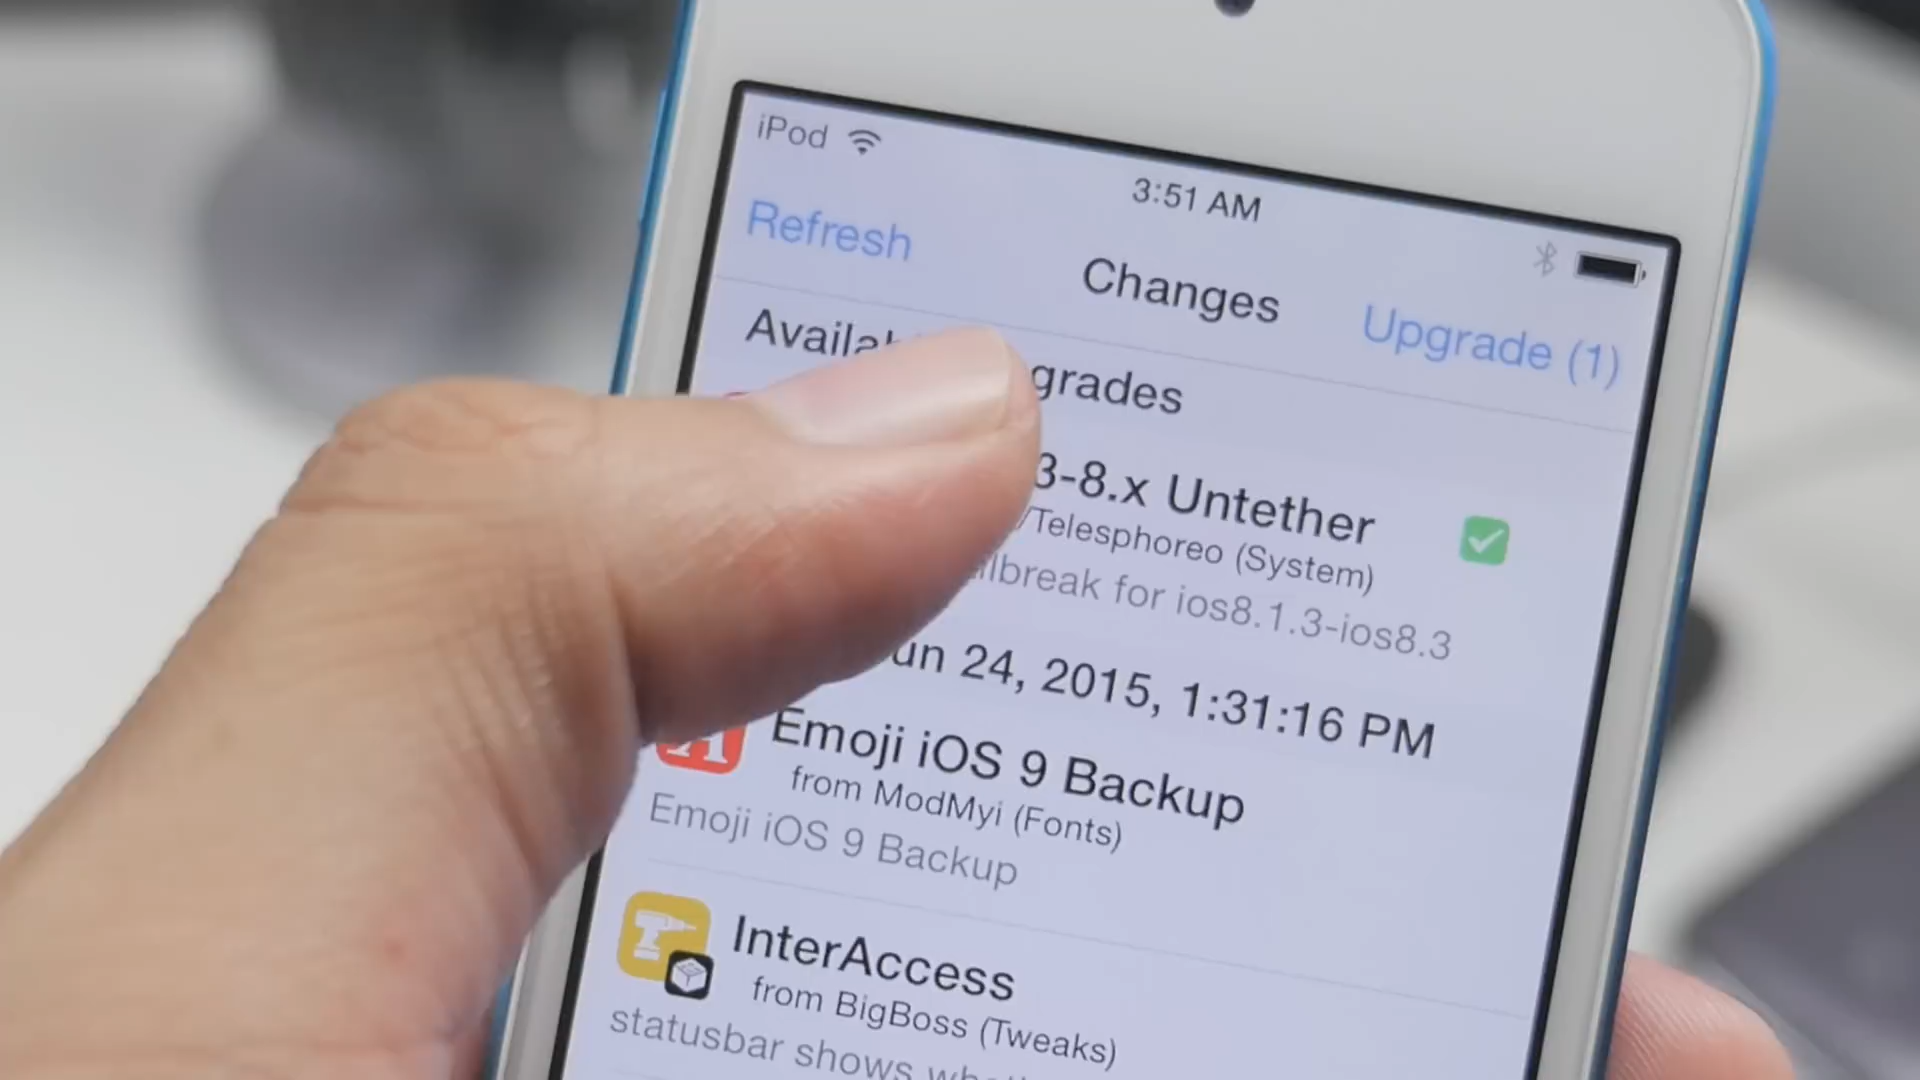 iPod
3:51 AM
Refresh
Changes
Upgrade (1)
grades
3-8.x Untether
/Telesphoreo (System)
ilbreak for ios8.1.3-ios8.3
un 24, 2015, 1:31:16 PM
Emoji iOS 9 Backup
from ModMyi (Fonts)
Emoji iOS 9 Backup
InterAccess
from BigBoss (Tweaks)
statusbar shows